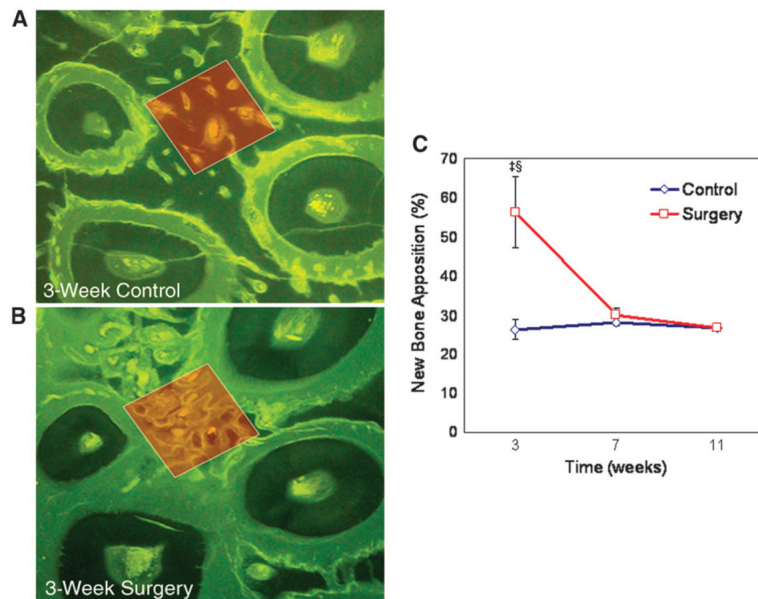 A
3-Week Control
B
3-Week Surgery
C
New Bone Apposition (%)
70
60
50
40
30
20
10
0
‡§
Control
Surgery
3
7
11
Time (weeks)